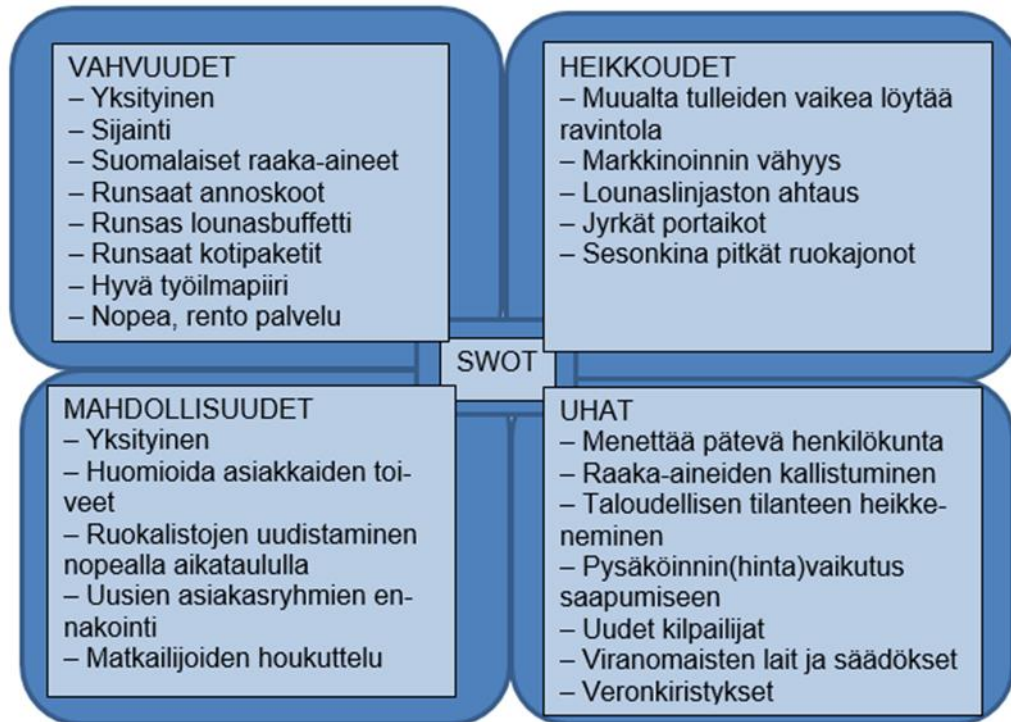 VAHVUUDET
– Yksityinen
– Sijainti
– Suomalaiset raaka-aineet
– Runsaat annoskoot
– Runsas lounasbuffetti
– Runsaat kotipaketit
– Hyvä työilmapiiri
– Nopea, rento palvelu
HEIKKOUDET
– Muualta tulleiden vaikea löytää
ravintola
– Markkinoinnin vähyys
– Lounaslinjaston ahtaus
– Jyrkät portaikot
– Sesonkina pitkät ruokajonot
SWOT
MAHDOLLISUUDET
– Yksityinen
– Huomioida asiakkaiden toi-
veet
– Ruokalistojen uudistaminen
nopealla aikataululla
– Uusien asiakasryhmien en-
nakointi
– Matkailijoiden houkuttelu
UHAT
– Menettää pätevä henkilökunta
– Raaka-aineiden kallistuminen
– Taloudellisen tilanteen heikke-
neminen
– Pysäköinnin(hinta)vaikutus
saapumiseen
– Uudet kilpailijat
– Viranomaisten lait ja säädökset
– Veronkiristykset